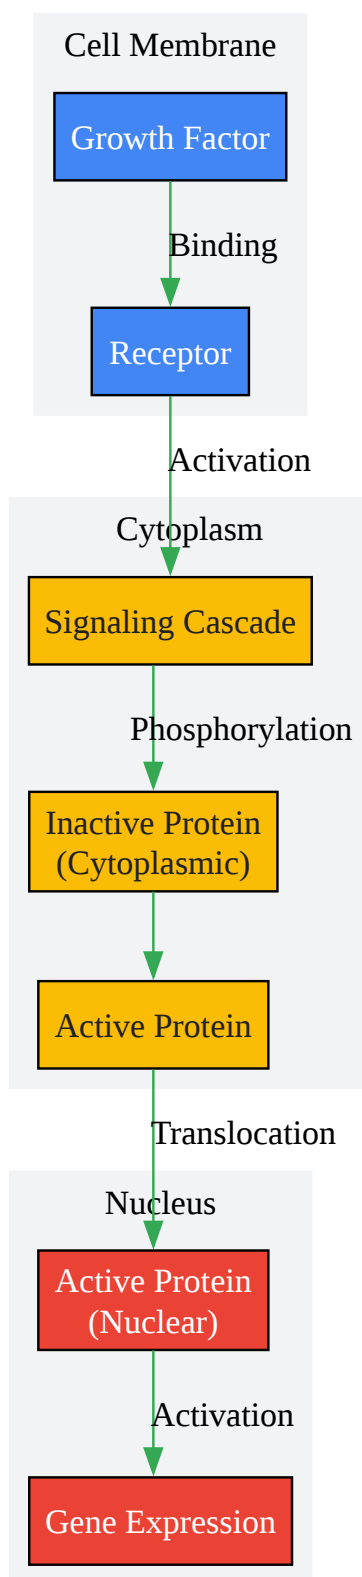 Cell Membrane
Growth Factor
Binding
Receptor
Activation
Cytoplasm
Signaling Cascade
Phosphorylation
Inactive Protein
(Cytoplasmic)
Active Protein
Translocation
Nucleus
Active Protein
(Nuclear)
Activation
Gene Expression